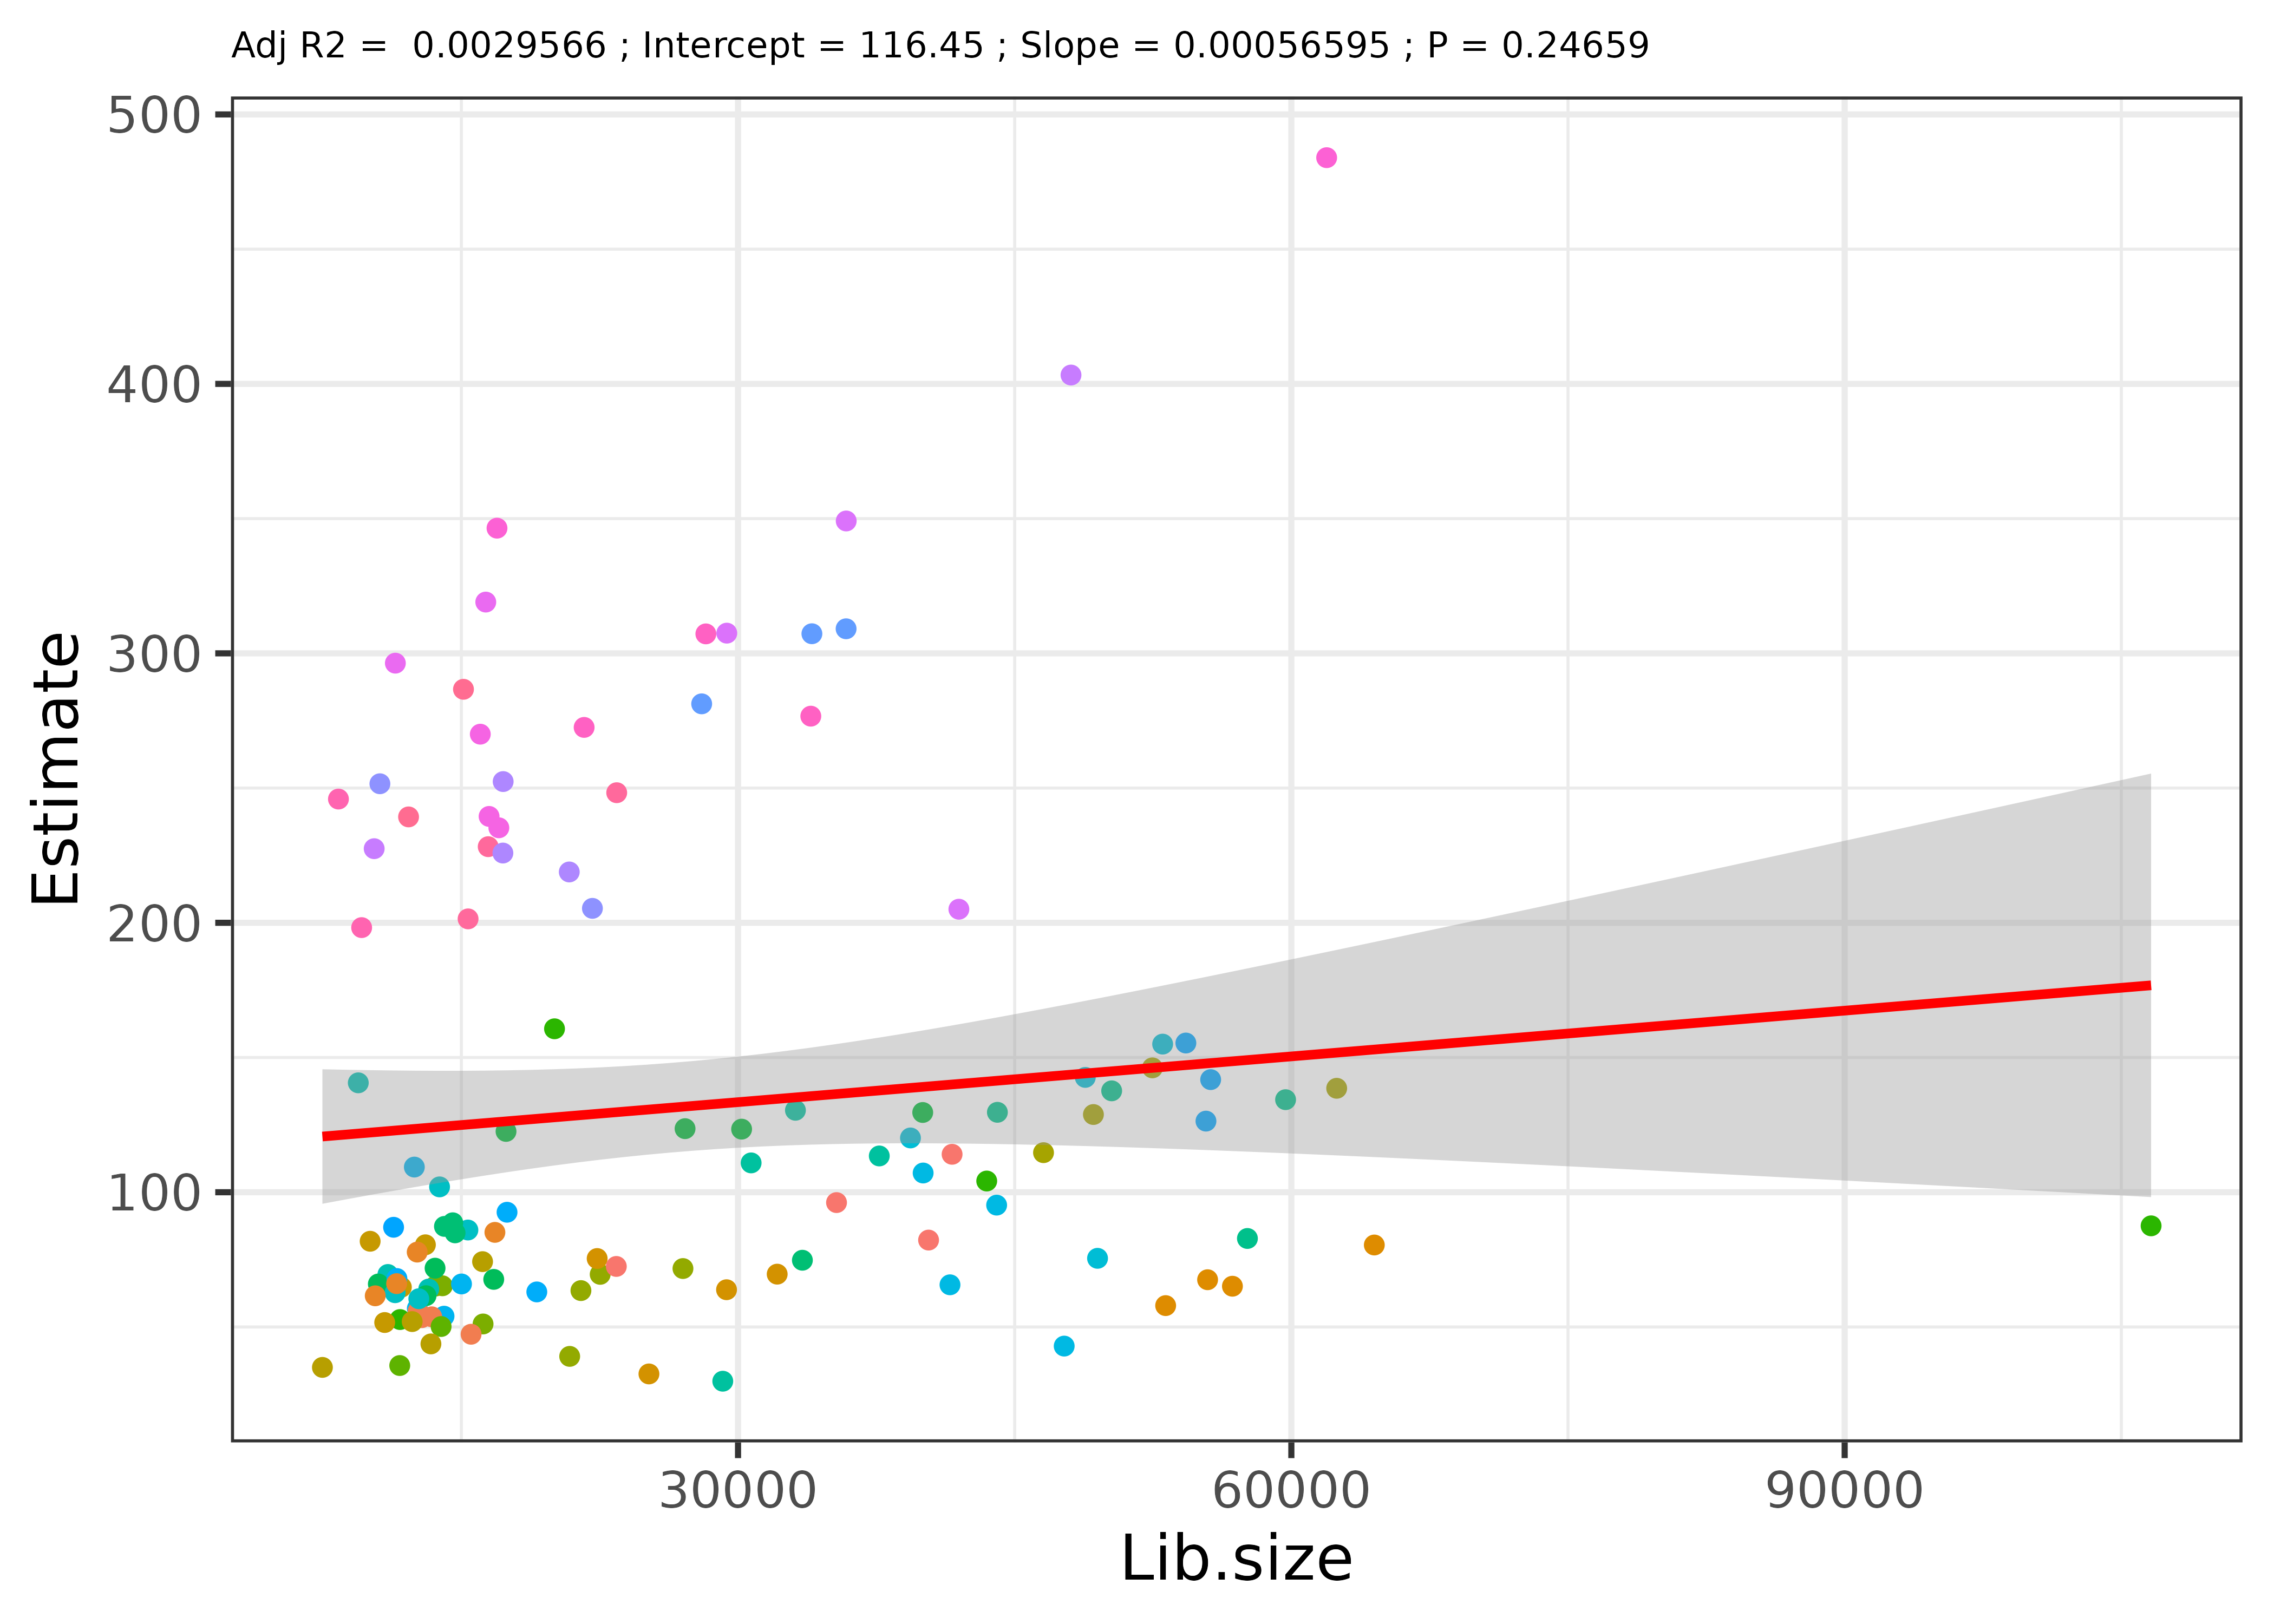 Adj R2 =  0.0029566 ; Intercept = 116.45 ; Slope = 0.00056595 ; P = 0.24659
500
400
300
200
100
Estimate
30000 60000 90000
Lib.size